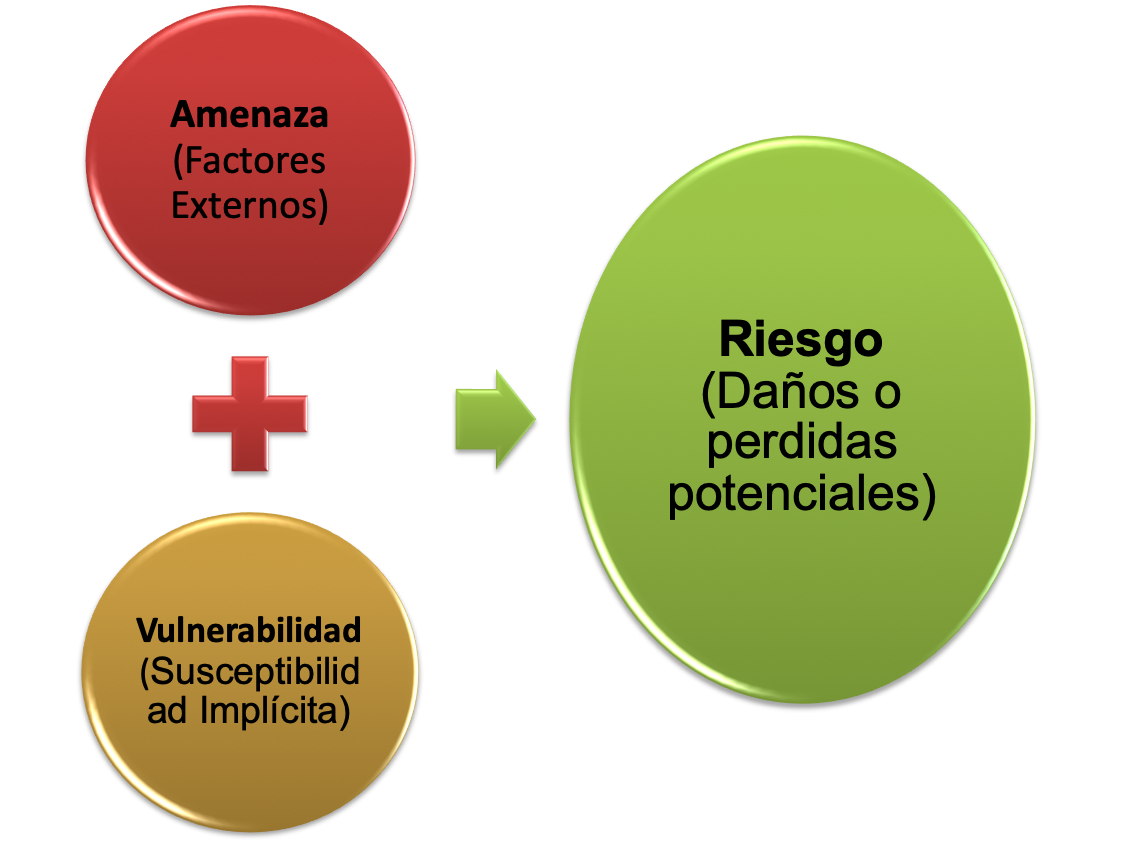 Amenaza
(Factores
Externos)
Vulnerabilidad
(Susceptibilid
ad Implícita)
Riesgo
(Daños o
perdidas
potenciales)